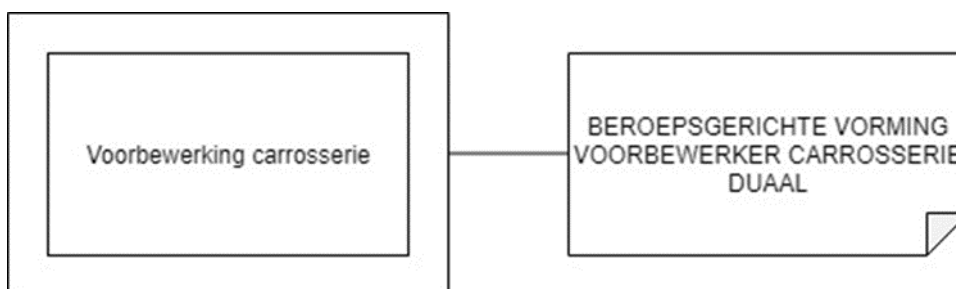 Voorbewerking carrosserie
BEROEPSGERICHTE VORMING
VOORBEWERKER CARROSSERIE
DUAAL